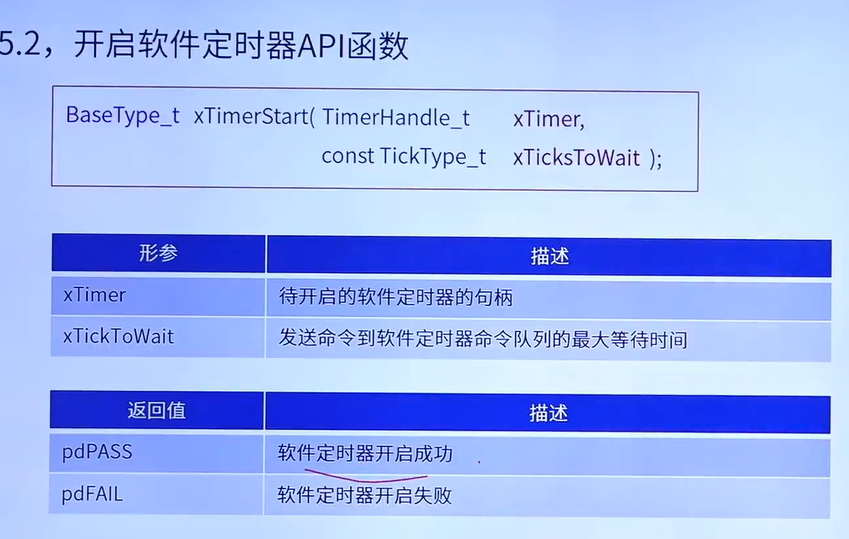 5.2，开启软件定时器API函数
BaseType_t xTimerStart( TimerHandle_t xTimer,
const TickType_t xTicksToWait );
形参 描述
xTimer 待开启的软件定时器的句柄
xTickToWait 发送命令到软件定时器命令队列的最大等待时间
返回值 描述
pdPASS 软件定时器开启成功
pdFAIL 软件定时器开启失败